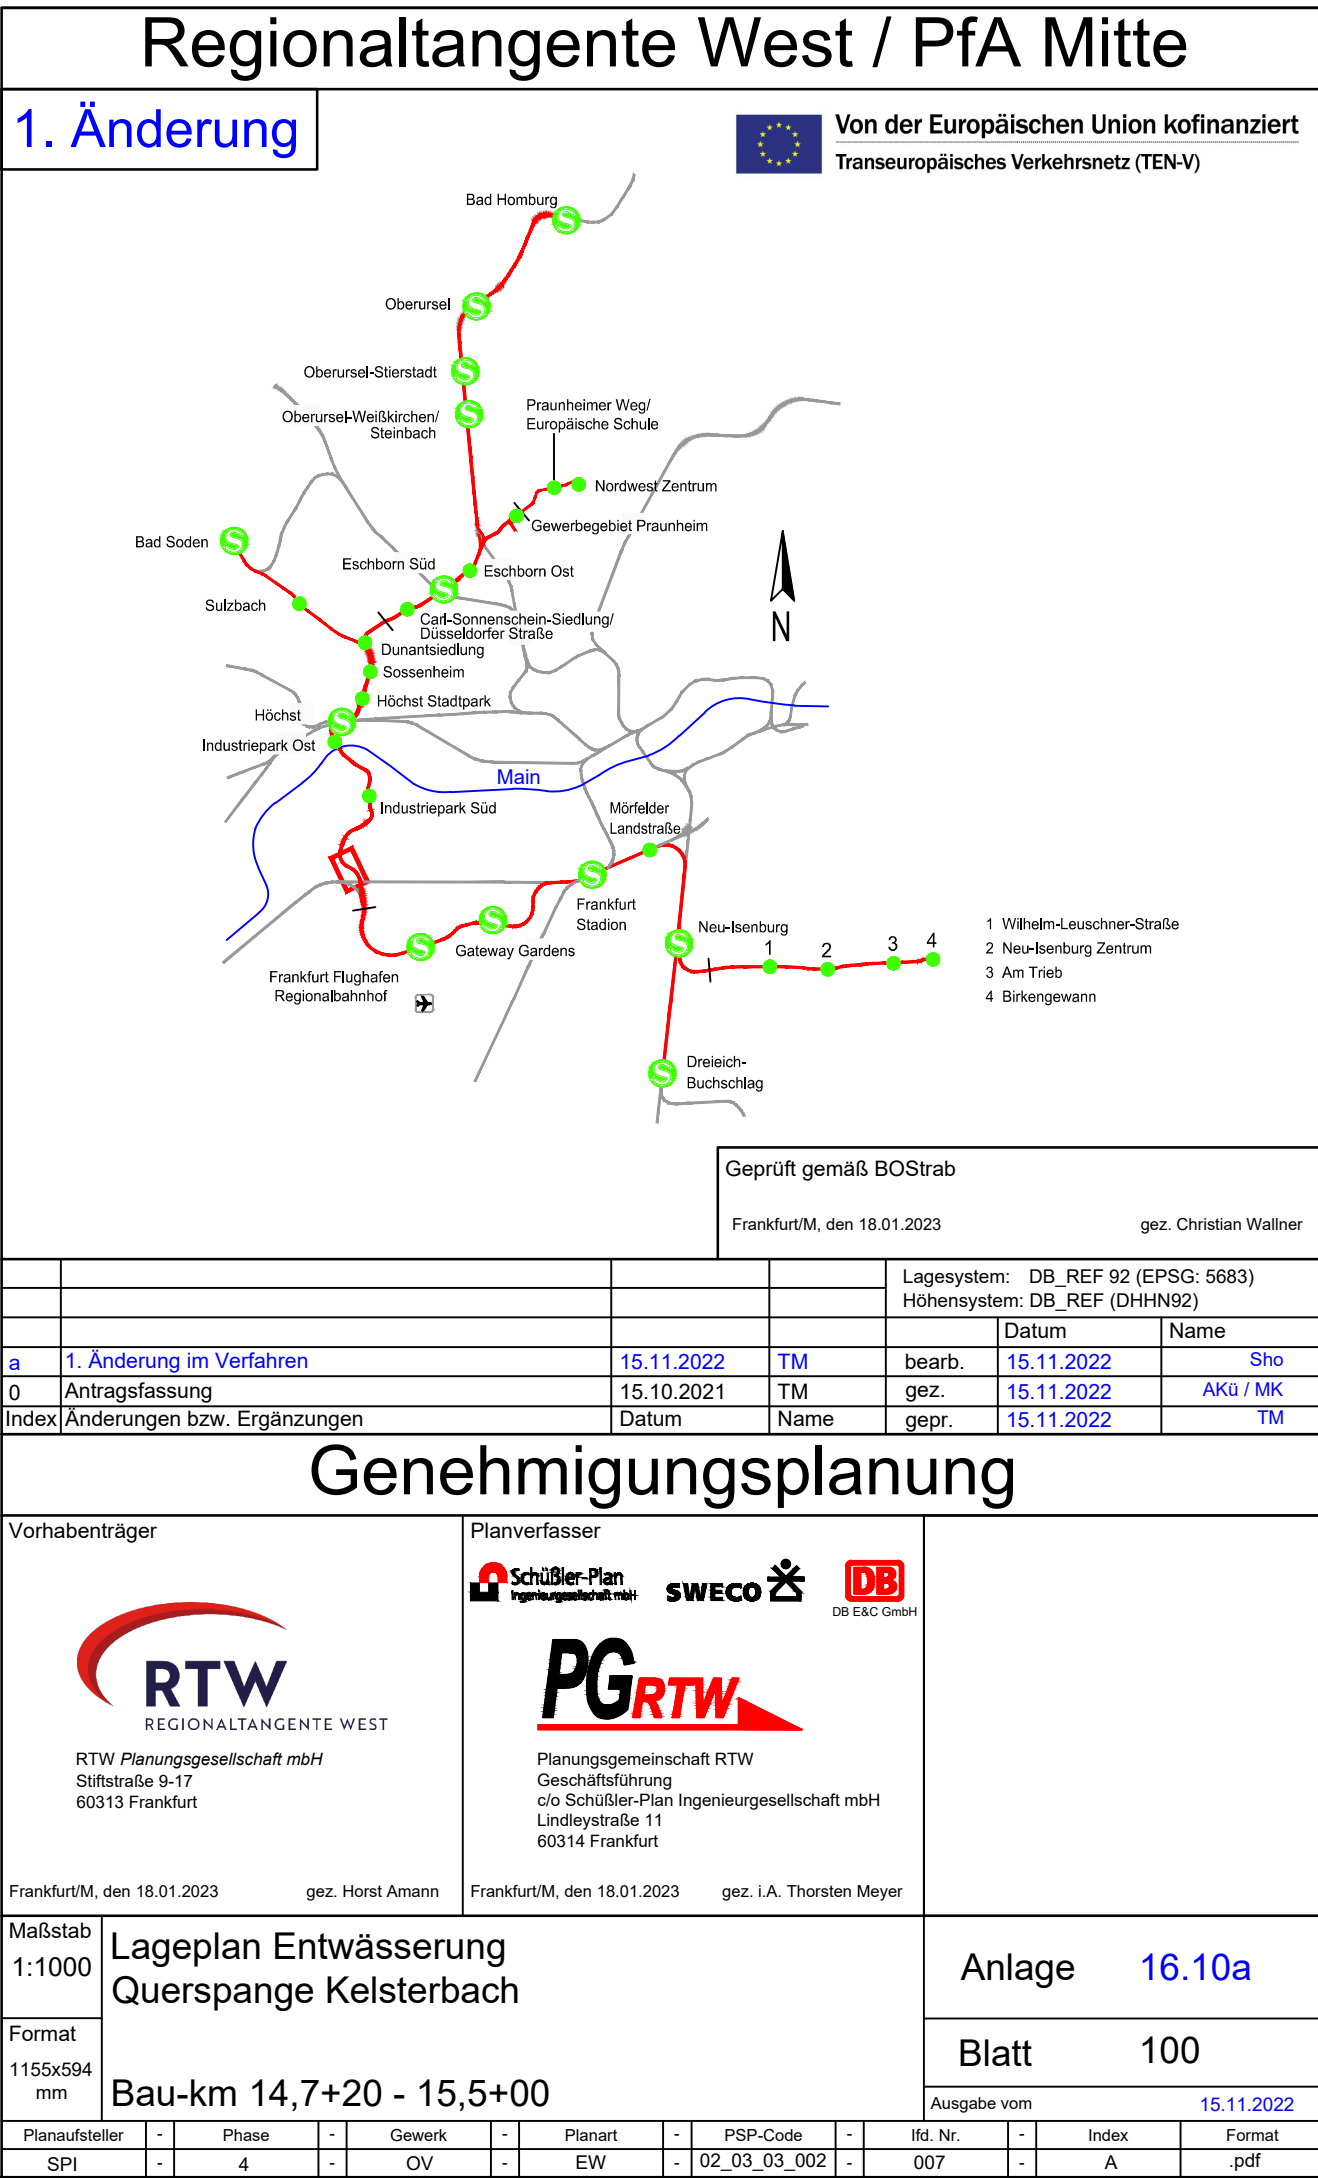 Regionaltangente West / PfA Mitte
1. Änderung
Von der Europäischen Union kofinanziert
Transeuropäisches Verkehrsnetz (TEN-V)
Bad Homburg
Oberursel
Oberursel-Stierstadt
Oberursel-Weißkirchen/
Steinbach
Praunheimer Weg/
Europäische Schule
Nordwest Zentrum
Gewerbegebiet Praunheim
Bad Soden
Eschborn Süd
Eschborn Ost
Sulzbach
Carl-Sonnenschein-Siedlung/
Düsseldorfer Straße
Dunantsiedlung
Sossenheim
Höchst Stadtpark
Höchst
Industriepark Ost
N
Main
Industriepark Süd
Mörfelder
Landstraße
Frankfurt
Stadion
Gateway Gardens
Frankfurt Flughafen
Regionalbahnhof
Neu-Isenburg
1 2 3 4
1 Wilhelm-Leuschner-Straße
2 Neu-Isenburg Zentrum
3 Am Trieb
4 Birkengewann
Dreieich-
Buchschlag
Geprüft gemäß BOStrab
Frankfurt/M, den 18.01.2023 gez. Christian Wallner
Lagesystem: DB_REF 92 (EPSG: 5683)
Höhensystem: DB_REF (DHHN92)
Datum Name
a 1. Änderung im Verfahren 15.11.2022 TM bearb. 15.11.2022 Sho
0 Antragsfassung 15.10.2021 TM gez. 15.11.2022 AKü / MK
Index Änderungen bzw. Ergänzungen Datum Name gepr. 15.11.2022 TM
Genehmigungsplanung
Vorhabenträger
RTW
REGIONALTANGENTE WEST
RTW Planungsgesellschaft mbH
Stiftstraße 9-17
60313 Frankfurt
Frankfurt/M, den 18.01.2023 gez. Horst Amann
Planverfasser
Schüßler-Plan
Ingenieurgesellschaft mbH
SWECO
DB
DB E&C GmbH
PGRTW
Planungsgemeinschaft RTW
Geschäftsführung
c/o Schüßler-Plan Ingenieurgesellschaft mbH
Lindleystraße 11
60314 Frankfurt
Frankfurt/M, den 18.01.2023 gez. i.A. Thorsten Meyer
Maßstab
1:1000
Format
1155x594
mm
Lageplan Entwässerung
Querspange Kelsterbach
Bau-km 14,7+20 - 15,5+00
Anlage 16.10a
Blatt 100
Ausgabe vom 15.11.2022
Planaufsteller - Phase - Gewerk - Planart - PSP-Code - lfd. Nr. - Index Format
SPI - 4 - OV - EW - 02_03_03_002 - 007 - A .pdf